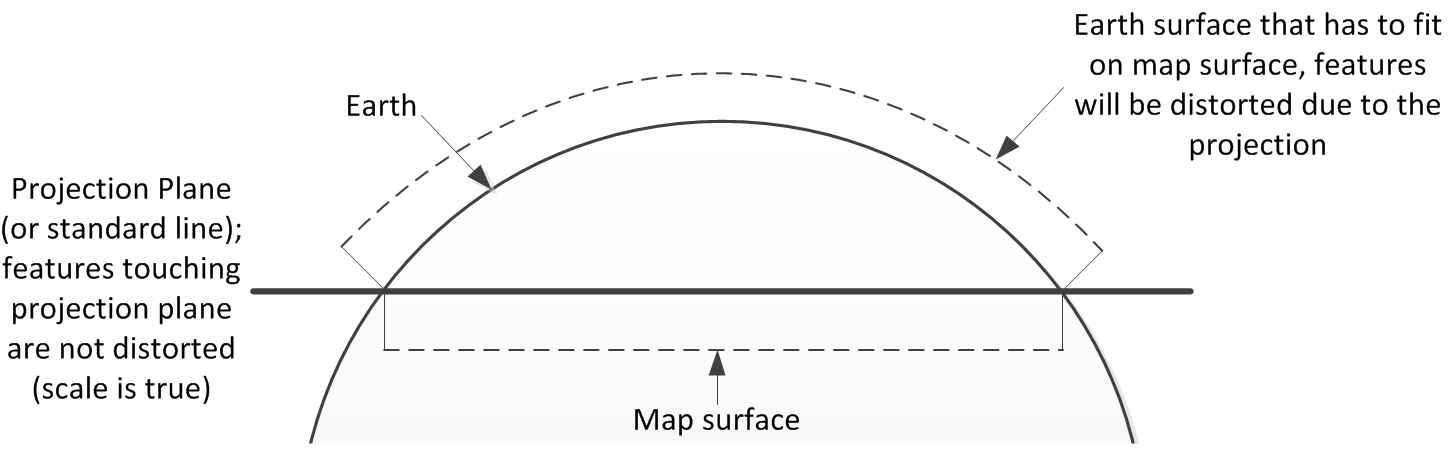 Earth surface that has to fit
on map surface, features
will be distorted due to the
projection
Earth
Projection Plane
(or standard line);
features touching
projection plane
are not distorted
(scale is true)
Map surface